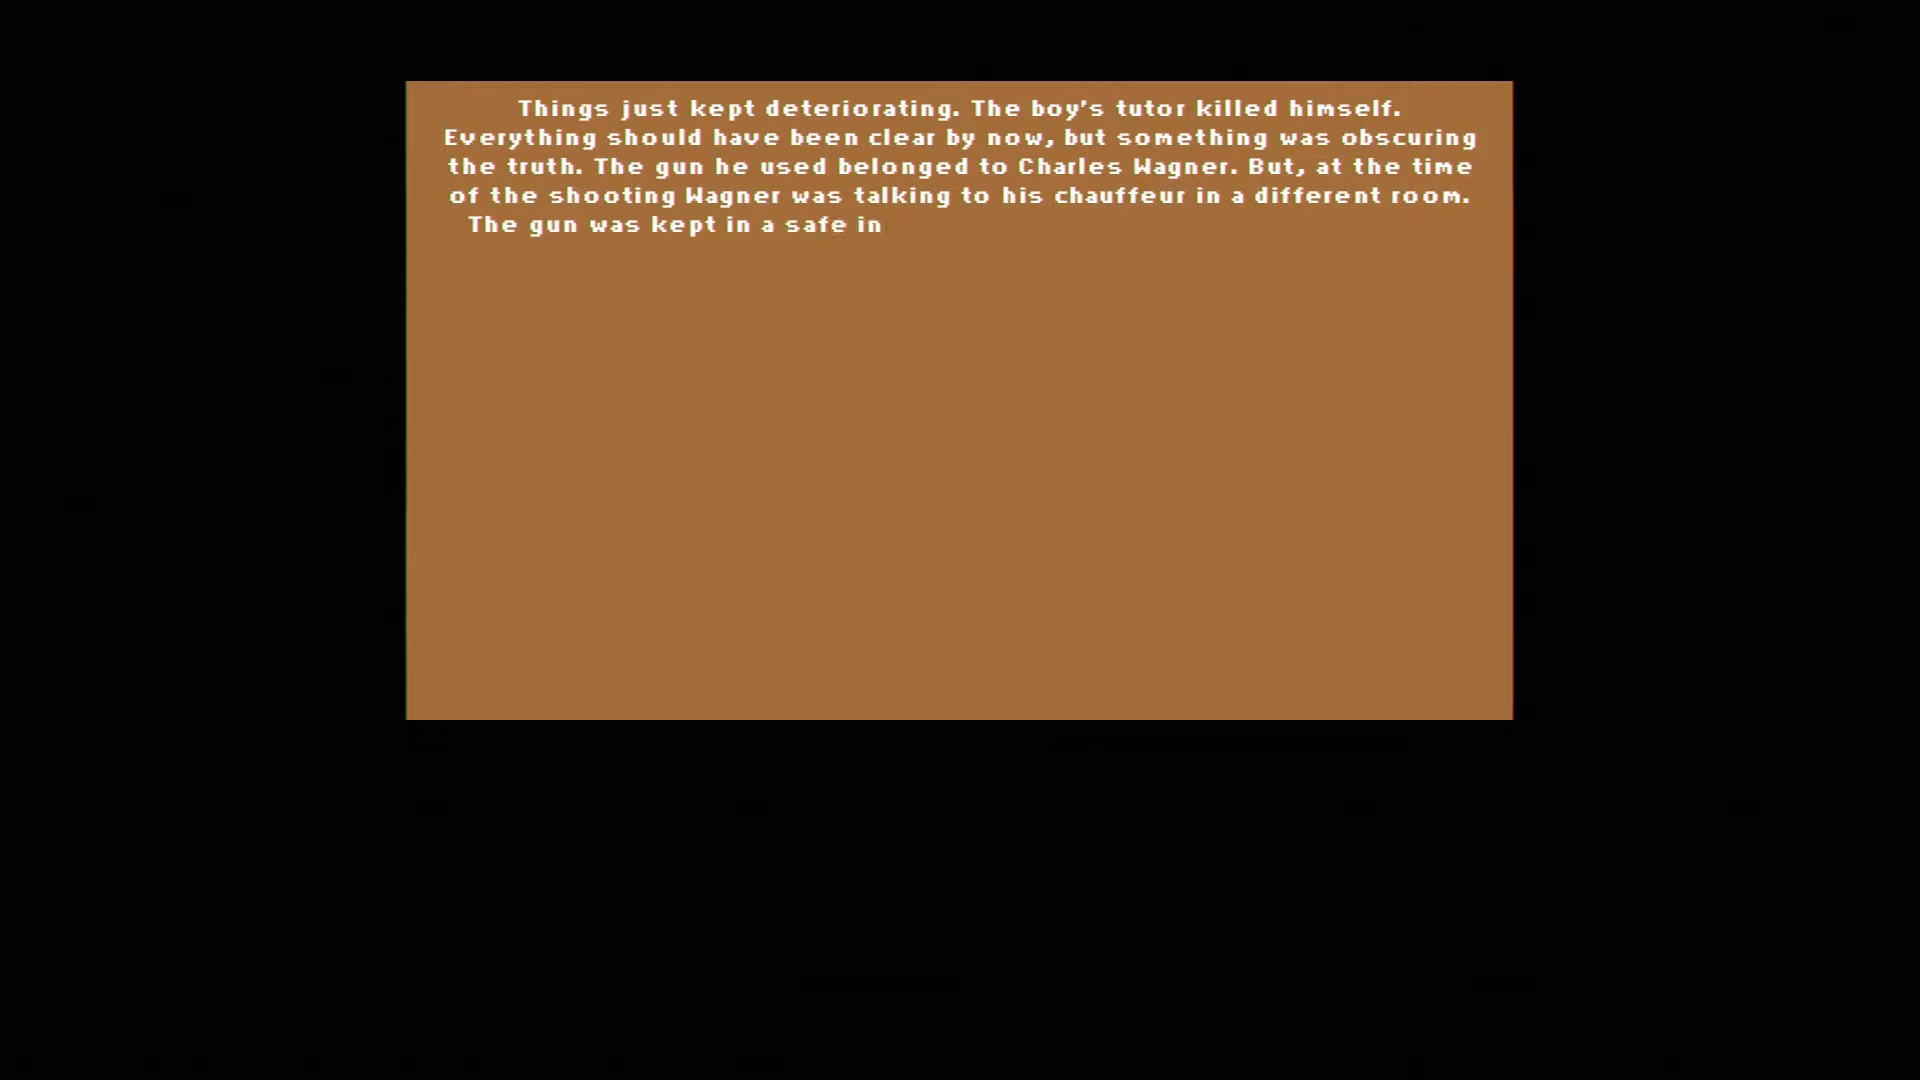 Things just kept deteriorating. The boy's tutor killed himself.
Everything should have been clear by now, but something was obscuring
the truth. The gun he used belonged to Charles Wagner. But, at the time
of the shooting Wagner was talking to his chauffeur in a different room.
The gun was kept in a safe in